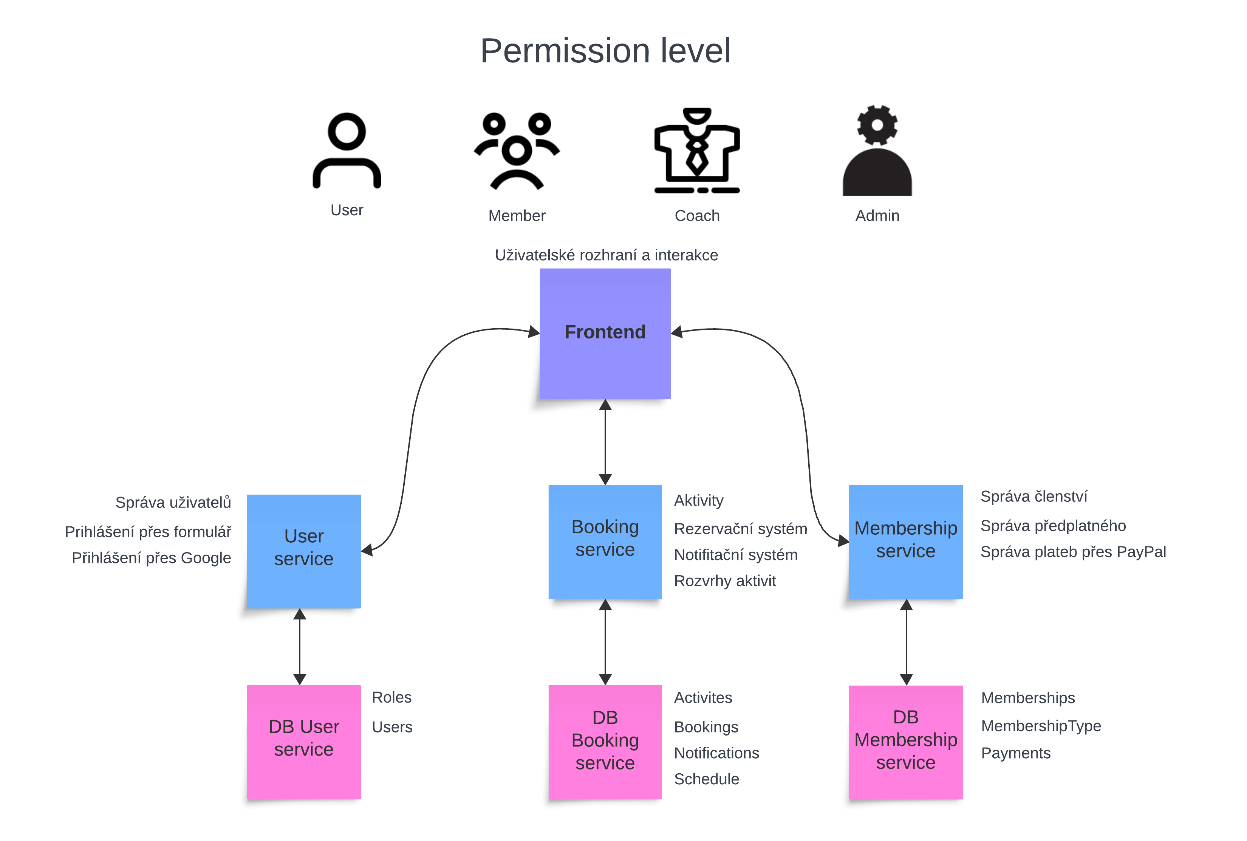 Permission level
User
Member
Coach
Admin
Uživatelské rozhraní a interakce
Frontend
Správa uživatelů
Prihlášení přes formulář
Přihlášení přes Google
User
service
Booking
service
Aktivity
Rezervační systém
Notifitační systém
Rozvrhy aktivit
Membership
service
Správa členství
Správa předplatného
Správa plateb přes PayPal
DB User
service
Roles
Users
DB
Booking
service
Activites
Bookings
Notifications
Schedule
DB
Membership
service
Memberships
MembershipType
Payments